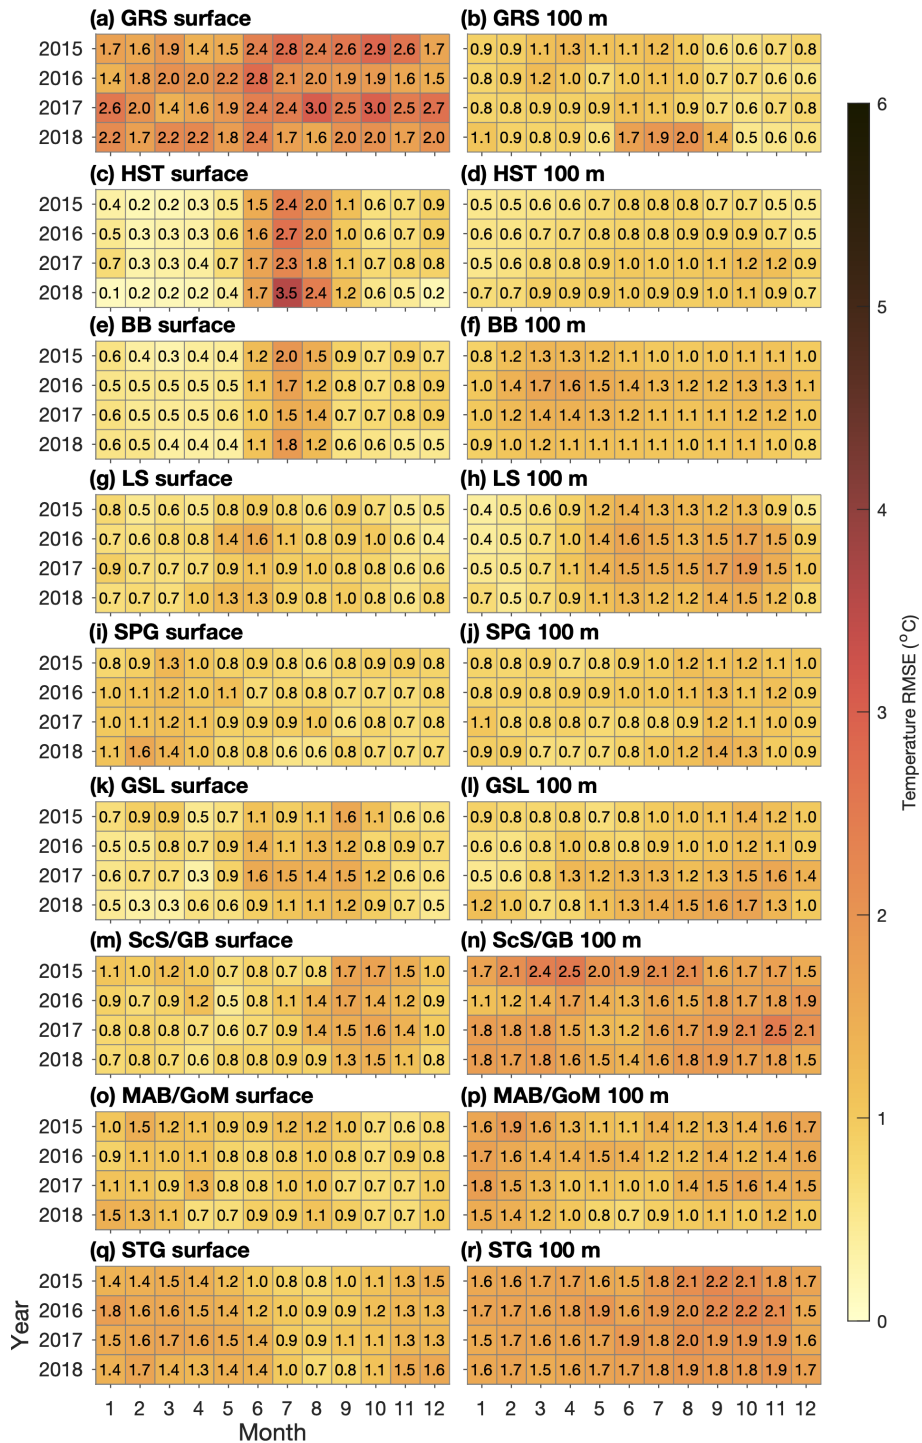 (a) GRS surface
2015 1.7 1.6 1.9 1.4 1.5 2.4 2.8 2.4 2.6 2.9 2.6 1.7
2016 1.4 1.8 2.0 2.0 2.2 2.8 2.1 2.0 1.9 1.9 1.6 1.5
2017 2.6 2.0 1.4 1.6 1.9 2.4 2.4 3.0 2.5 3.0 2.5 2.7
2018 2.2 1.7 2.2 2.2 1.8 2.4 1.7 1.6 2.0 2.0 1.7 2.0
(b) GRS 100 m
0.9 0.9 1.1 1.3 1.1 1.1 1.2 1.0 0.6 0.6 0.7 0.8
0.8 0.9 1.2 1.0 0.7 1.0 1.1 1.0 0.7 0.7 0.6 0.6
0.8 0.8 0.9 0.9 0.9 1.1 1.1 0.9 0.7 0.6 0.7 0.8
1.1 0.9 0.8 0.9 0.6 1.7 1.9 2.0 1.4 0.5 0.6 0.6
(c) HST surface
2015 0.4 0.2 0.2 0.3 0.5 1.5 2.4 2.0 1.1 0.6 0.7 0.9
2016 0.5 0.3 0.3 0.3 0.6 1.6 2.7 2.0 1.0 0.6 0.7 0.9
2017 0.7 0.3 0.3 0.4 0.7 1.7 2.3 1.8 1.1 0.7 0.8 0.8
2018 0.1 0.2 0.2 0.2 0.4 1.7 3.5 2.4 1.2 0.6 0.5 0.2
(d) HST 100 m
0.5 0.5 0.6 0.6 0.7 0.8 0.8 0.8 0.7 0.7 0.5 0.5
0.6 0.6 0.7 0.7 0.8 0.8 0.8 0.9 0.9 0.9 0.7 0.5
0.5 0.6 0.8 0.8 0.9 1.0 1.0 1.0 1.1 1.2 1.2 0.9
0.7 0.7 0.9 0.9 0.9 1.0 0.9 0.9 1.0 1.1 0.9 0.7
(e) BB surface
2015 0.6 0.4 0.3 0.4 0.4 1.2 2.0 1.5 0.9 0.7 0.9 0.7
2016 0.5 0.5 0.5 0.5 0.5 1.1 1.7 1.2 0.8 0.7 0.8 0.9
2017 0.6 0.5 0.5 0.5 0.6 1.0 1.5 1.4 0.7 0.7 0.8 0.9
2018 0.6 0.5 0.4 0.4 0.4 1.1 1.8 1.2 0.6 0.6 0.5 0.5
(f) BB 100 m
0.8 1.2 1.3 1.3 1.2 1.1 1.0 1.0 1.0 1.1 1.1 1.0
1.0 1.4 1.7 1.6 1.5 1.4 1.3 1.2 1.2 1.3 1.3 1.1
1.0 1.2 1.4 1.4 1.3 1.2 1.1 1.1 1.1 1.2 1.2 1.0
0.9 1.0 1.2 1.1 1.1 1.1 1.1 1.0 1.1 1.1 1.0 0.8
(g) LS surface
2015 0.8 0.5 0.6 0.5 0.8 0.9 0.8 0.6 0.9 0.7 0.5 0.5
2016 0.7 0.6 0.8 0.8 1.4 1.6 1.1 0.8 0.9 1.0 0.6 0.4
2017 0.9 0.7 0.7 0.7 0.9 1.1 0.9 1.0 0.8 0.8 0.6 0.6
2018 0.7 0.7 0.7 1.0 1.3 1.3 0.9 0.8 1.0 0.8 0.6 0.8
(h) LS 100 m
0.4 0.5 0.6 0.9 1.2 1.4 1.3 1.3 1.2 1.3 0.9 0.5
0.4 0.5 0.7 1.0 1.4 1.6 1.5 1.3 1.5 1.7 1.5 0.9
0.5 0.5 0.7 1.1 1.4 1.5 1.5 1.5 1.7 1.9 1.5 1.0
0.7 0.5 0.7 0.9 1.1 1.3 1.2 1.2 1.4 1.5 1.2 0.8
(i) SPG surface
2015 0.8 0.9 1.3 1.0 0.8 0.9 0.8 0.6 0.8 0.9 0.9 0.8
2016 1.0 1.1 1.2 1.0 1.1 0.7 0.8 0.8 0.7 0.7 0.7 0.8
2017 1.0 1.1 1.2 1.1 0.9 0.9 0.9 1.0 0.6 0.8 0.7 0.8
2018 1.1 1.6 1.4 1.0 0.8 0.8 0.6 0.6 0.8 0.7 0.7 0.7
(j) SPG 100 m
0.8 0.8 0.9 0.7 0.8 0.9 1.0 1.2 1.1 1.2 1.1 1.0
0.8 0.9 0.8 0.9 0.9 1.0 1.0 1.1 1.3 1.1 1.2 0.9
1.1 0.8 0.8 0.8 0.7 0.8 0.8 0.9 1.2 1.1 1.0 0.9
0.9 0.9 0.7 0.7 0.7 0.8 1.0 1.2 1.4 1.3 1.0 0.9
(k) GSL surface
2015 0.7 0.9 0.9 0.5 0.7 1.1 0.9 1.1 1.6 1.1 0.6 0.6
2016 0.5 0.5 0.8 0.7 0.9 1.4 1.1 1.3 1.2 0.8 0.9 0.7
2017 0.6 0.7 0.7 0.3 0.9 1.6 1.5 1.4 1.5 1.2 0.6 0.6
2018 0.5 0.3 0.3 0.6 0.6 0.9 1.1 1.1 1.2 0.9 0.7 0.5
(l) GSL 100 m
0.9 0.8 0.8 0.8 0.7 0.8 1.0 1.0 1.2 1.4 1.2 1.0
0.6 0.6 0.8 1.0 0.8 0.8 0.9 1.0 1.0 1.2 1.1 0.9
0.5 0.6 0.8 1.3 1.2 1.3 1.3 1.2 1.3 1.5 1.6 1.4
1.2 1.0 0.7 0.8 1.1 1.3 1.4 1.5 1.6 1.7 1.3 1.0
(m) ScS/GB surface
2015 1.1 1.0 1.2 1.0 0.7 0.8 0.7 0.8 1.7 1.7 1.5 1.0
2016 0.9 0.7 0.9 1.2 0.5 0.8 1.1 1.4 1.7 1.4 1.2 0.9
2017 0.8 0.8 0.8 0.7 0.6 0.7 0.9 1.4 1.5 1.6 1.4 1.0
2018 0.7 0.8 0.7 0.6 0.8 0.8 0.9 0.9 1.3 1.5 1.1 0.8
(n) ScS/GB 100 m
1.7 2.1 2.4 2.5 2.0 1.9 2.1 2.1 1.6 1.7 1.7 1.5
1.1 1.2 1.4 1.7 1.4 1.3 1.6 1.5 1.8 1.7 1.8 1.9
1.8 1.8 1.8 1.5 1.3 1.2 1.6 1.7 1.9 2.1 2.5 2.1
1.8 1.7 1.8 1.6 1.5 1.4 1.6 1.8 1.9 1.7 1.8 1.5
(o) MAB/GoM surface
2015 1.0 1.5 1.2 1.1 0.9 0.9 1.2 1.2 1.0 0.7 0.6 0.8
2016 0.9 1.1 1.0 1.1 0.8 0.8 0.8 1.0 0.8 0.7 0.9 0.8
2017 1.1 1.1 0.9 1.3 0.8 0.8 1.0 1.0 0.7 0.7 0.7 1.0
2018 1.5 1.3 1.1 0.7 0.7 0.9 0.9 1.1 0.9 0.7 0.7 1.0
(p) MAB/GoM 100 m
1.6 1.9 1.6 1.3 1.1 1.1 1.4 1.2 1.3 1.4 1.6 1.7
1.7 1.6 1.4 1.4 1.5 1.4 1.2 1.2 1.4 1.2 1.4 1.6
1.8 1.5 1.3 1.0 1.1 1.0 1.0 1.4 1.5 1.6 1.4 1.5
1.5 1.4 1.2 1.0 0.8 0.7 0.9 1.0 1.1 1.0 1.2 1.0
(q) STG surface
2015 1.4 1.4 1.5 1.4 1.2 1.0 0.8 0.8 1.0 1.1 1.3 1.5
2016 1.8 1.6 1.6 1.5 1.4 1.2 1.0 0.9 0.9 1.2 1.3 1.3
2017 1.5 1.6 1.7 1.6 1.5 1.4 0.9 0.9 1.1 1.1 1.3 1.3
2018 1.4 1.7 1.4 1.3 1.4 1.4 1.0 0.7 0.8 1.1 1.5 1.6
(r) STG 100 m
1.6 1.6 1.7 1.7 1.6 1.5 1.8 2.1 2.2 2.1 1.8 1.7
1.7 1.7 1.6 1.8 1.9 1.6 1.9 2.0 2.2 2.2 2.1 1.5
1.5 1.7 1.6 1.6 1.7 1.9 1.8 2.0 1.9 1.9 1.9 1.6
1.6 1.7 1.5 1.6 1.7 1.7 1.8 1.9 1.8 1.8 1.9 1.7
1 2 3 4 5 6 7 8 9 10 11 12
1 2 3 4 5 6 7 8 9 10 11 12
Month
Year
6
5
4
3
2
1
0
Temperature RMSE (°C)